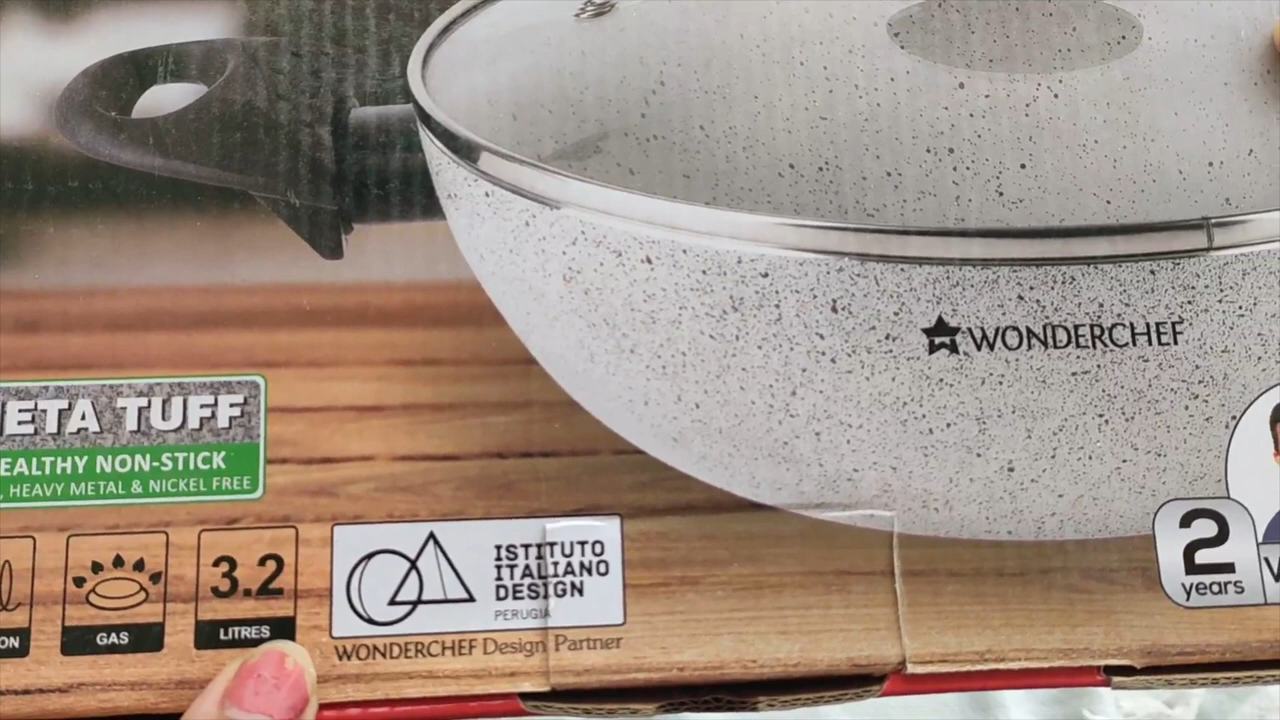 WONDERCHEF
ETA TUFF
EALTHY NON-STICK
, HEAVY METAL & NICKEL FREE
ON
GAS
3.2
LITRES
ISTITUTO
ITALIANO
DESIGN
PERUGIA
WONDERCHEF Design Partner
2
years